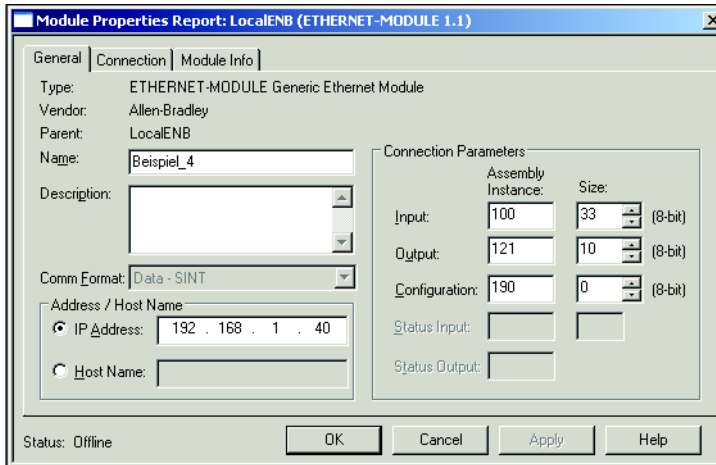 Module Properties Report: LocalENB (ETHERNET-MODULE 1.1)
General Connection Module Info
Type: ETHERNET-MODULE Generic Ethernet Module
Vendor: Allen-Bradley
Parent: LocalENB
Name: Beispiel_4
Description:
Comm Format: Data - SINT
Address / Host Name
IP Address: 192 . 168 . 1 . 40
Host Name:
Connection Parameters
Assembly
Instance: Size:
Input: 100 33 (8-bit)
Output: 121 10 (8-bit)
Configuration: 190 0 (8-bit)
Status Input:
Status Output:
Status: Offline
OK Cancel Apply Help